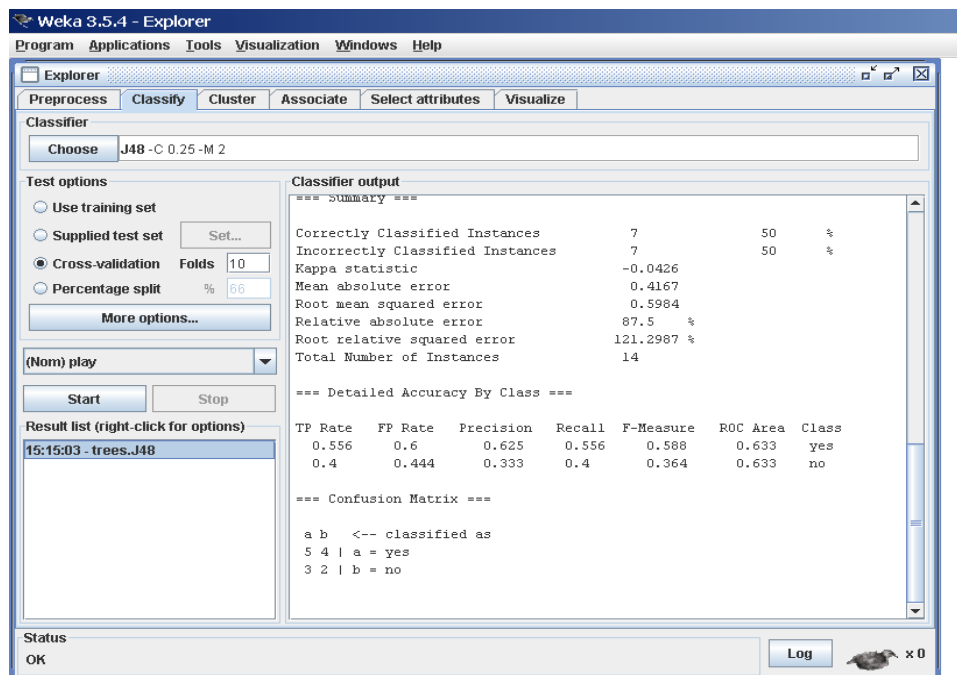 Weka 3.5.4 - Explorer
Program Applications Tools Visualization Windows Help
Explorer
Preprocess Classify Cluster Associate Select attributes Visualize
Classifier
Choose J48 -C 0.25 -M 2
Test options
Use training set
Supplied test set Set...
Cross-validation Folds 10
Percentage split % 66
More options...
(Nom) play
Start Stop
Result list (right-click for options)
15:15:03 - trees.J48
Classifier output
=== Summary ===
Correctly Classified Instances 7 50 %
Incorrectly Classified Instances 7 50 %
Kappa statistic -0.0426
Mean absolute error 0.4167
Root mean squared error 0.5984
Relative absolute error 87.5 %
Root relative squared error 121.2987 %
Total Number of Instances 14
=== Detailed Accuracy By Class ===
TP Rate FP Rate Precision Recall F-Measure ROC Area Class
0.556 0.6 0.625 0.556 0.588 0.633 yes
0.4 0.444 0.333 0.4 0.364 0.633 no
=== Confusion Matrix ===
a b <-- classified as
5 4 | a = yes
3 2 | b = no
Status
OK
Log x 0